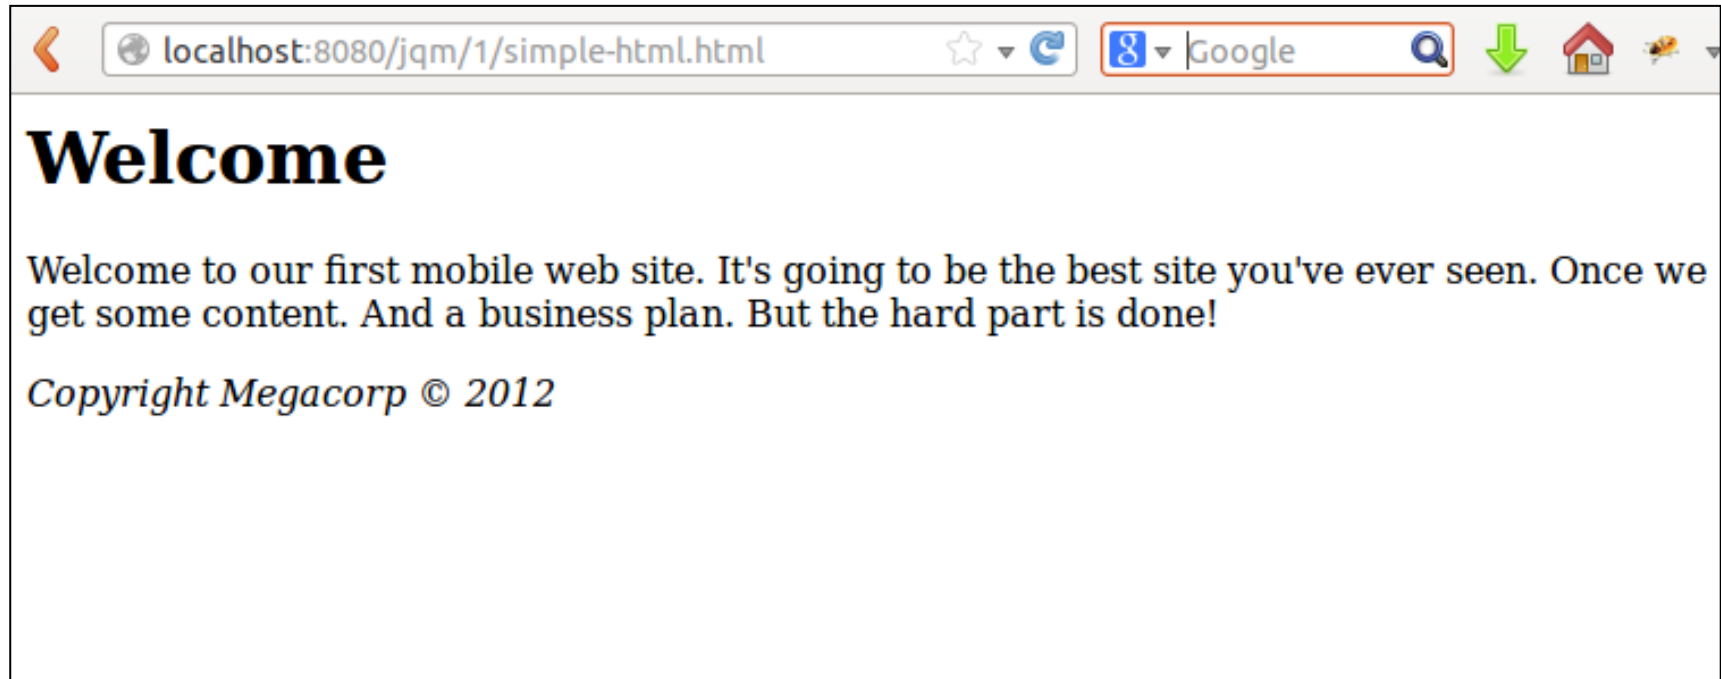 localhost:8080/jqm/1/simple-html.html
8
Google
Welcome
Welcome to our first mobile web site. It's going to be the best site you've ever seen. Once we
get some content. And a business plan. But the hard part is done!
Copyright Megacorp © 2012